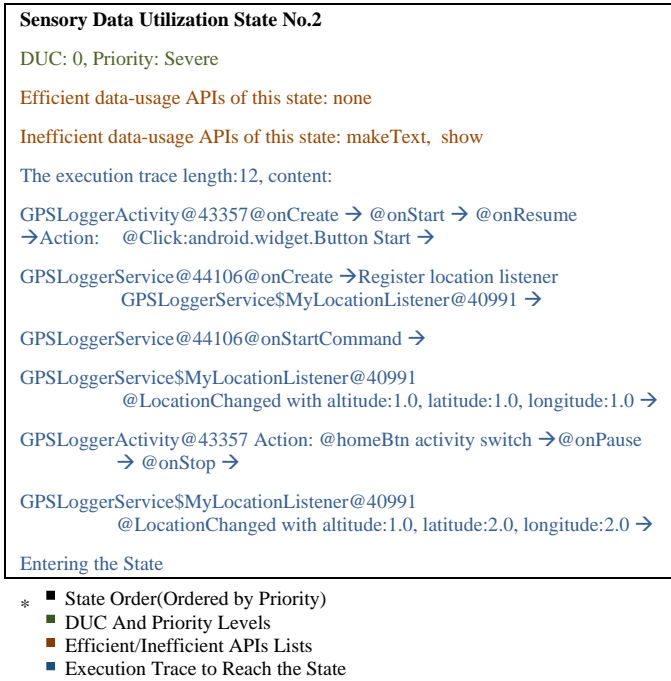 Sensory Data Utilization State No.2
DUC: 0, Priority: Severe
Efficient data-usage APIs of this state: none
Inefficient data-usage APIs of this state: makeText, show
The execution trace length:12, content:
GPSLoggerActivity@43357@onCreate → @onStart → @onResume
→Action: @Click:android.widget.Button Start →
GPSLoggerService@44106@onCreate →Register location listener
GPSLoggerService$MyLocationListener@40991 →
GPSLoggerService@44106@onStartCommand →
GPSLoggerService$MyLocationListener@40991
@LocationChanged with altitude:1.0, latitude:1.0, longitude:1.0 →
GPSLoggerActivity@43357 Action: @homeBtn activity switch →@onPause
→ @onStop →
GPSLoggerService$MyLocationListener@40991
@LocationChanged with altitude:1.0, latitude:2.0, longitude:2.0 →
Entering the State
* ■ State Order(Ordered by Priority)
■ DUC And Priority Levels
■ Efficient/Inefficient APIs Lists
■ Execution Trace to Reach the State